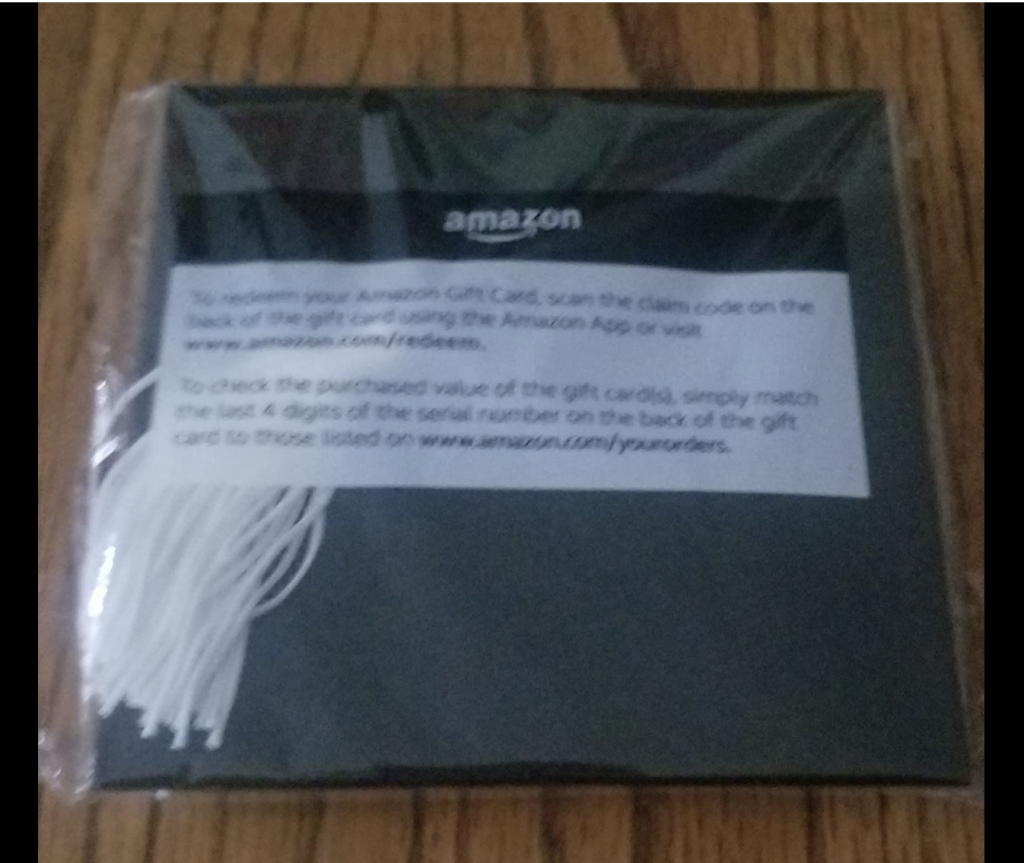 amazon
To redeem your Amazon Gift Card, scan the claim code on the
back of the gift card using the Amazon App or visit
www.amazon.com/redeem.
To check the purchased value of the gift card(s), simply match
the last 4 digits of the serial number on the back of the gift
card to those listed on www.amazon.com/yourorders.